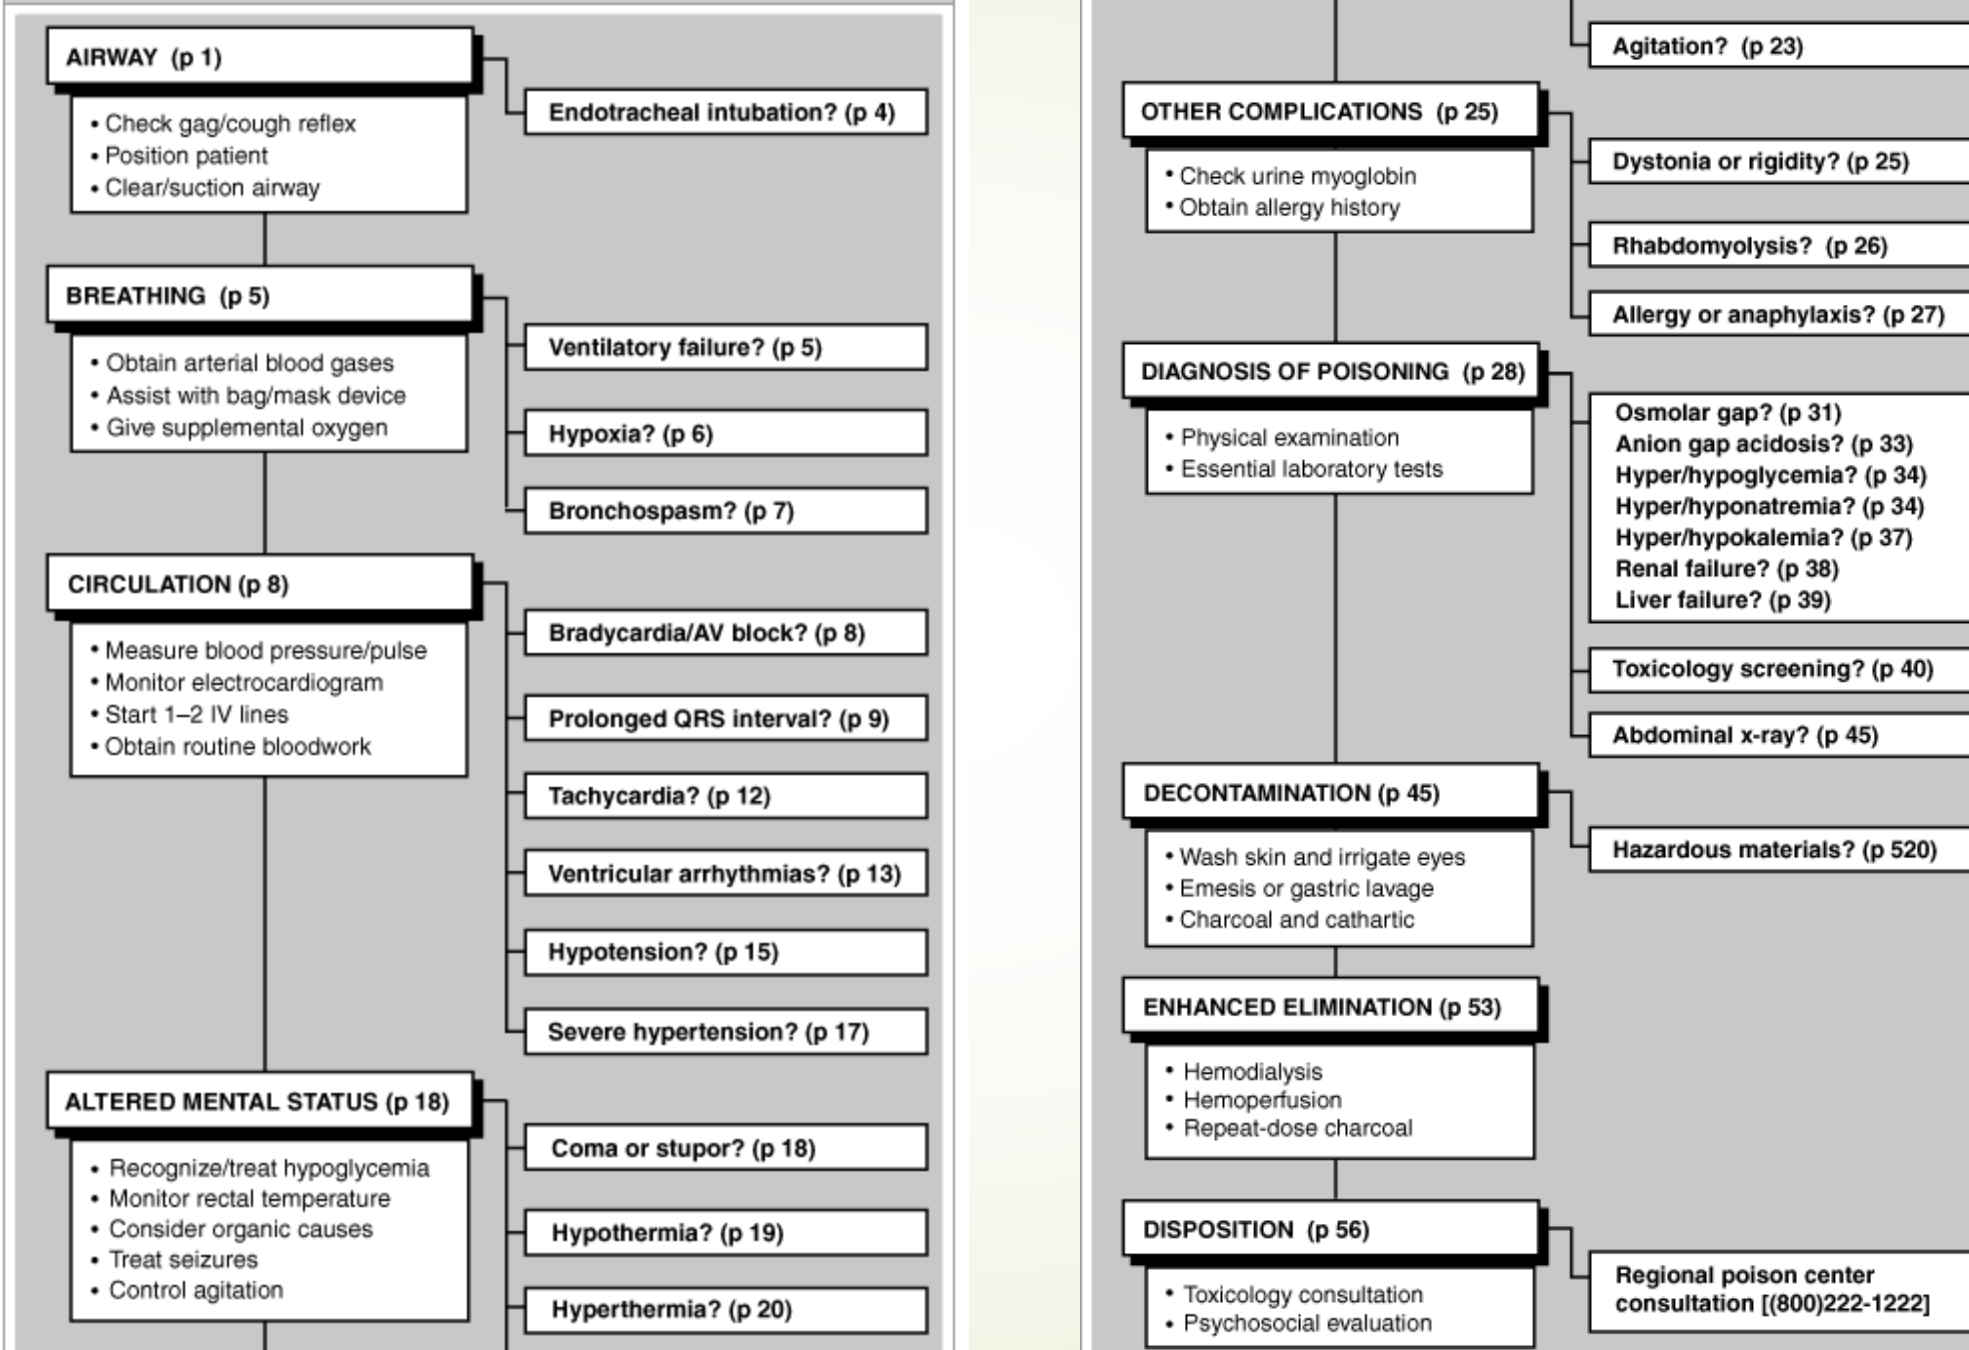 AIRWAY (p 1)
• Check gag/cough reflex
• Position patient
• Clear/suction airway
Endotracheal intubation? (p 4)
BREATHING (p 5)
• Obtain arterial blood gases
• Assist with bag/mask device
• Give supplemental oxygen
Ventilatory failure? (p 5)
Hypoxia? (p 6)
Bronchospasm? (p 7)
CIRCULATION (p 8)
• Measure blood pressure/pulse
• Monitor electrocardiogram
• Start 1–2 IV lines
• Obtain routine bloodwork
Bradycardia/AV block? (p 8)
Prolonged QRS interval? (p 9)
Tachycardia? (p 12)
Ventricular arrhythmias? (p 13)
Hypotension? (p 15)
Severe hypertension? (p 17)
ALTERED MENTAL STATUS (p 18)
• Recognize/treat hypoglycemia
• Monitor rectal temperature
• Consider organic causes
• Treat seizures
• Control agitation
Coma or stupor? (p 18)
Hypothermia? (p 19)
Hyperthermia? (p 20)
Agitation? (p 23)
OTHER COMPLICATIONS (p 25)
• Check urine myoglobin
• Obtain allergy history
Dystonia or rigidity? (p 25)
Rhabdomyolysis? (p 26)
Allergy or anaphylaxis? (p 27)
DIAGNOSIS OF POISONING (p 28)
• Physical examination
• Essential laboratory tests
Osmolar gap? (p 31)
Anion gap acidosis? (p 33)
Hyper/hypoglycemia? (p 34)
Hyper/hyponatremia? (p 34)
Hyper/hypokalemia? (p 37)
Renal failure? (p 38)
Liver failure? (p 39)
Toxicology screening? (p 40)
Abdominal x-ray? (p 45)
DECONTAMINATION (p 45)
• Wash skin and irrigate eyes
• Emesis or gastric lavage
• Charcoal and cathartic
Hazardous materials? (p 520)
ENHANCED ELIMINATION (p 53)
• Hemodialysis
• Hemoperfusion
• Repeat-dose charcoal
DISPOSITION (p 56)
• Toxicology consultation
• Psychosocial evaluation
Regional poison center
consultation [(800)222-1222]